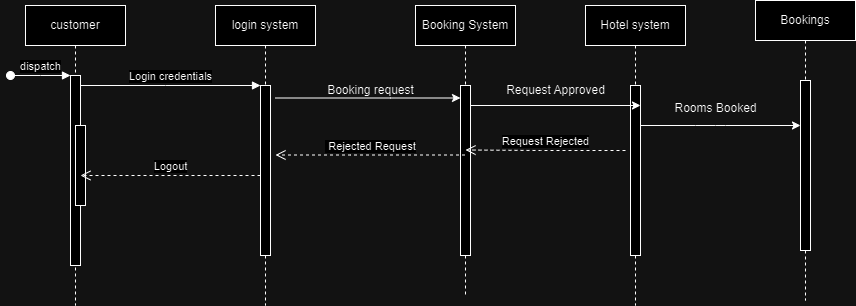 customer
login system
Booking System
Hotel system
Bookings
dispatch
Login credentials
Booking request
Request Approved
Rooms Booked
Request Rejected
Rejected Request
Logout